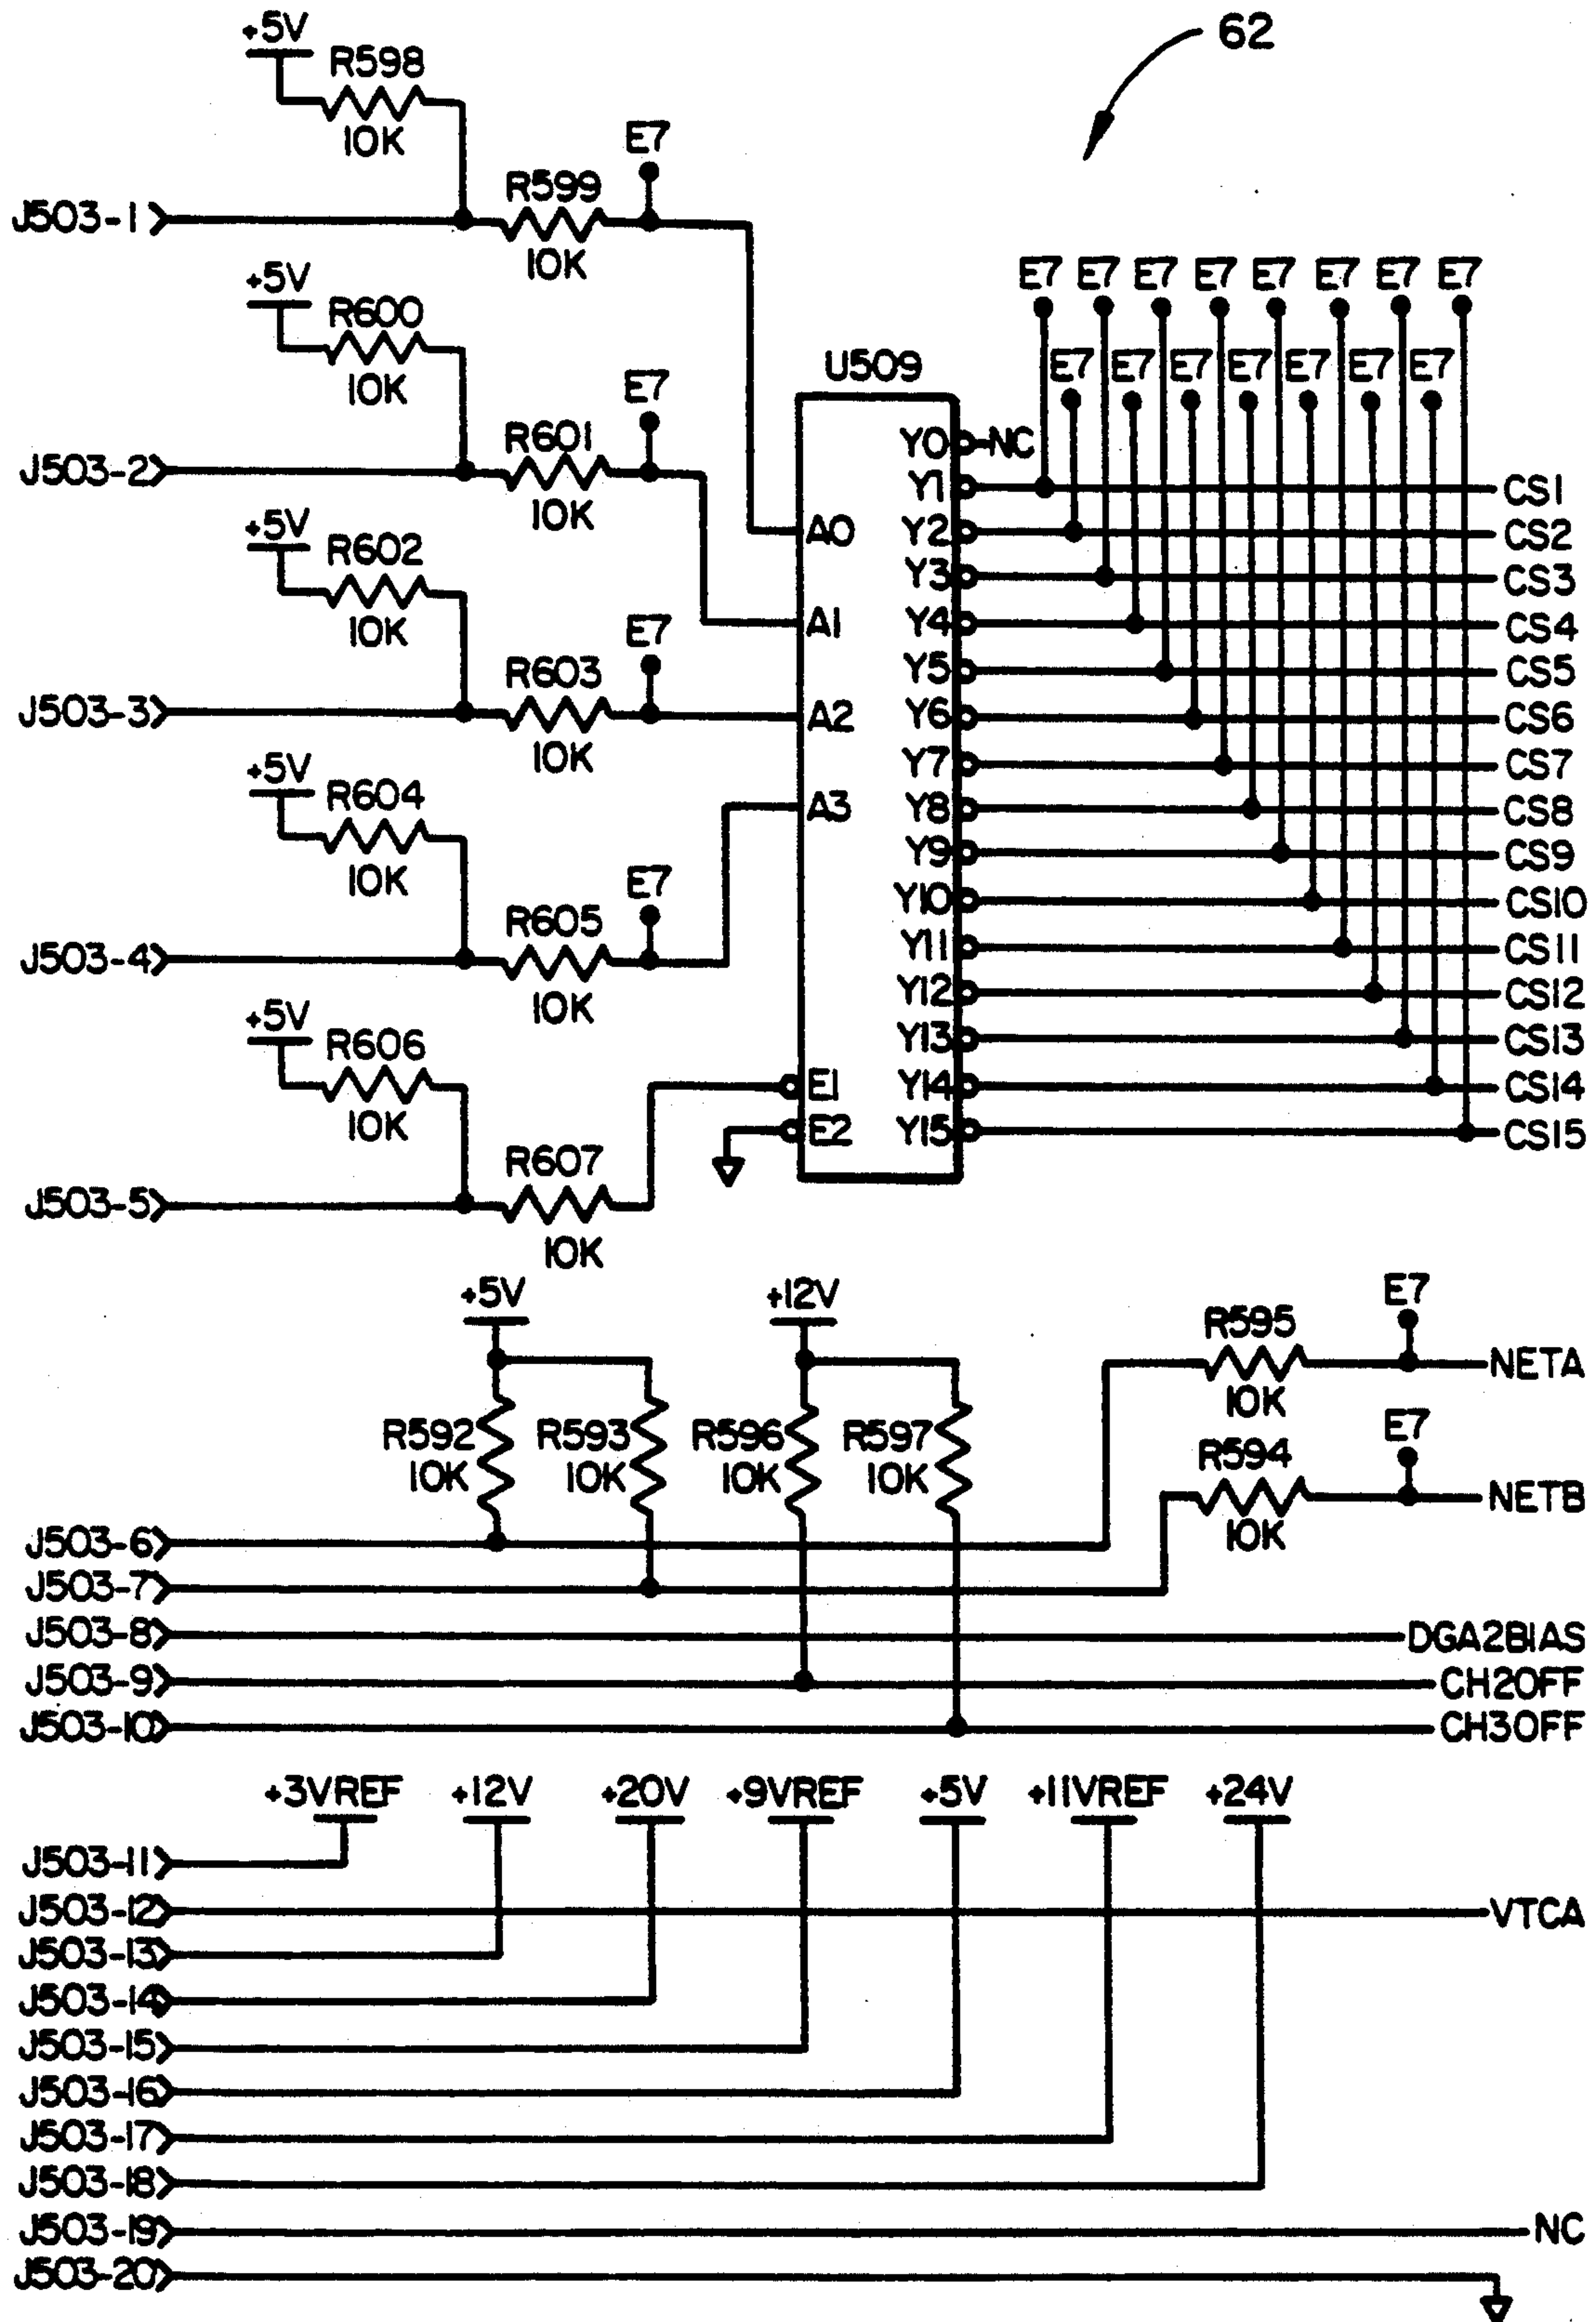 62
+5V
R598
10K
E7
J503-1
R599
10K
+5V
R600
10K
E7
J503-2
R601
10K
+5V
R602
10K
E7
J503-3
R603
10K
+5V
R604
10K
E7
J503-4
R605
10K
+5V
R606
10K
J503-5
R607
10K
U509
A0
A1
A2
A3
E1
E2
E7 E7 E7 E7 E7 E7 E7 E7
E7 E7 E7 E7 E7 E7 E7
Y0 NC
Y1 CS1
Y2 CS2
Y3 CS3
Y4 CS4
Y5 CS5
Y6 CS6
Y7 CS7
Y8 CS8
Y9 CS9
Y10 CS10
Y11 CS11
Y12 CS12
Y13 CS13
Y14 CS14
Y15 CS15
+5V +12V
R592
10K
R593
10K
R596
10K
R597
10K
R595
10K
E7
NETA
R594
10K
E7
NETB
J503-6
J503-7
J503-8 DGA2BIAS
J503-9 CH2OFF
J503-10 CH3OFF
+3VREF +12V +20V +9VREF +5V +11VREF +24V
J503-11
J503-12 VTCA
J503-13
J503-14
J503-15
J503-16
J503-17
J503-18
J503-19 NC
J503-20